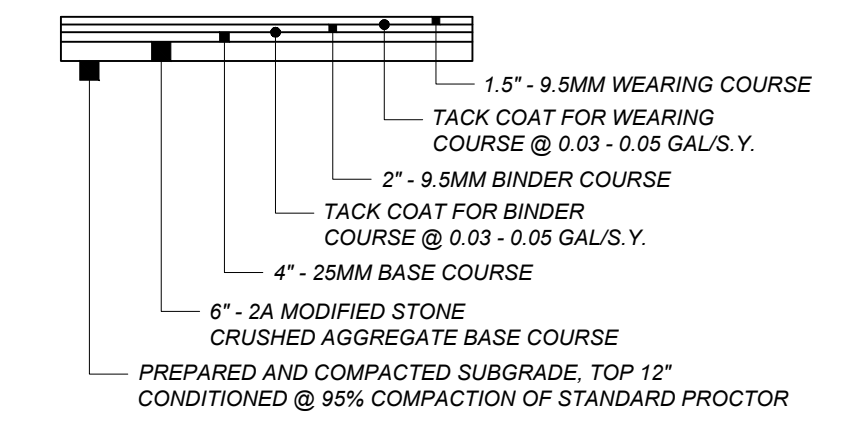 1.5" - 9.5MM WEARING COURSE
TACK COAT FOR WEARING
COURSE @ 0.03 - 0.05 GAL/S.Y.
2" - 9.5MM BINDER COURSE
TACK COAT FOR BINDER
COURSE @ 0.03 - 0.05 GAL/S.Y.
4" - 25MM BASE COURSE
6" - 2A MODIFIED STONE
CRUSHED AGGREGATE BASE COURSE
PREPARED AND COMPACTED SUBGRADE, TOP 12"
CONDITIONED @ 95% COMPACTION OF STANDARD PROCTOR